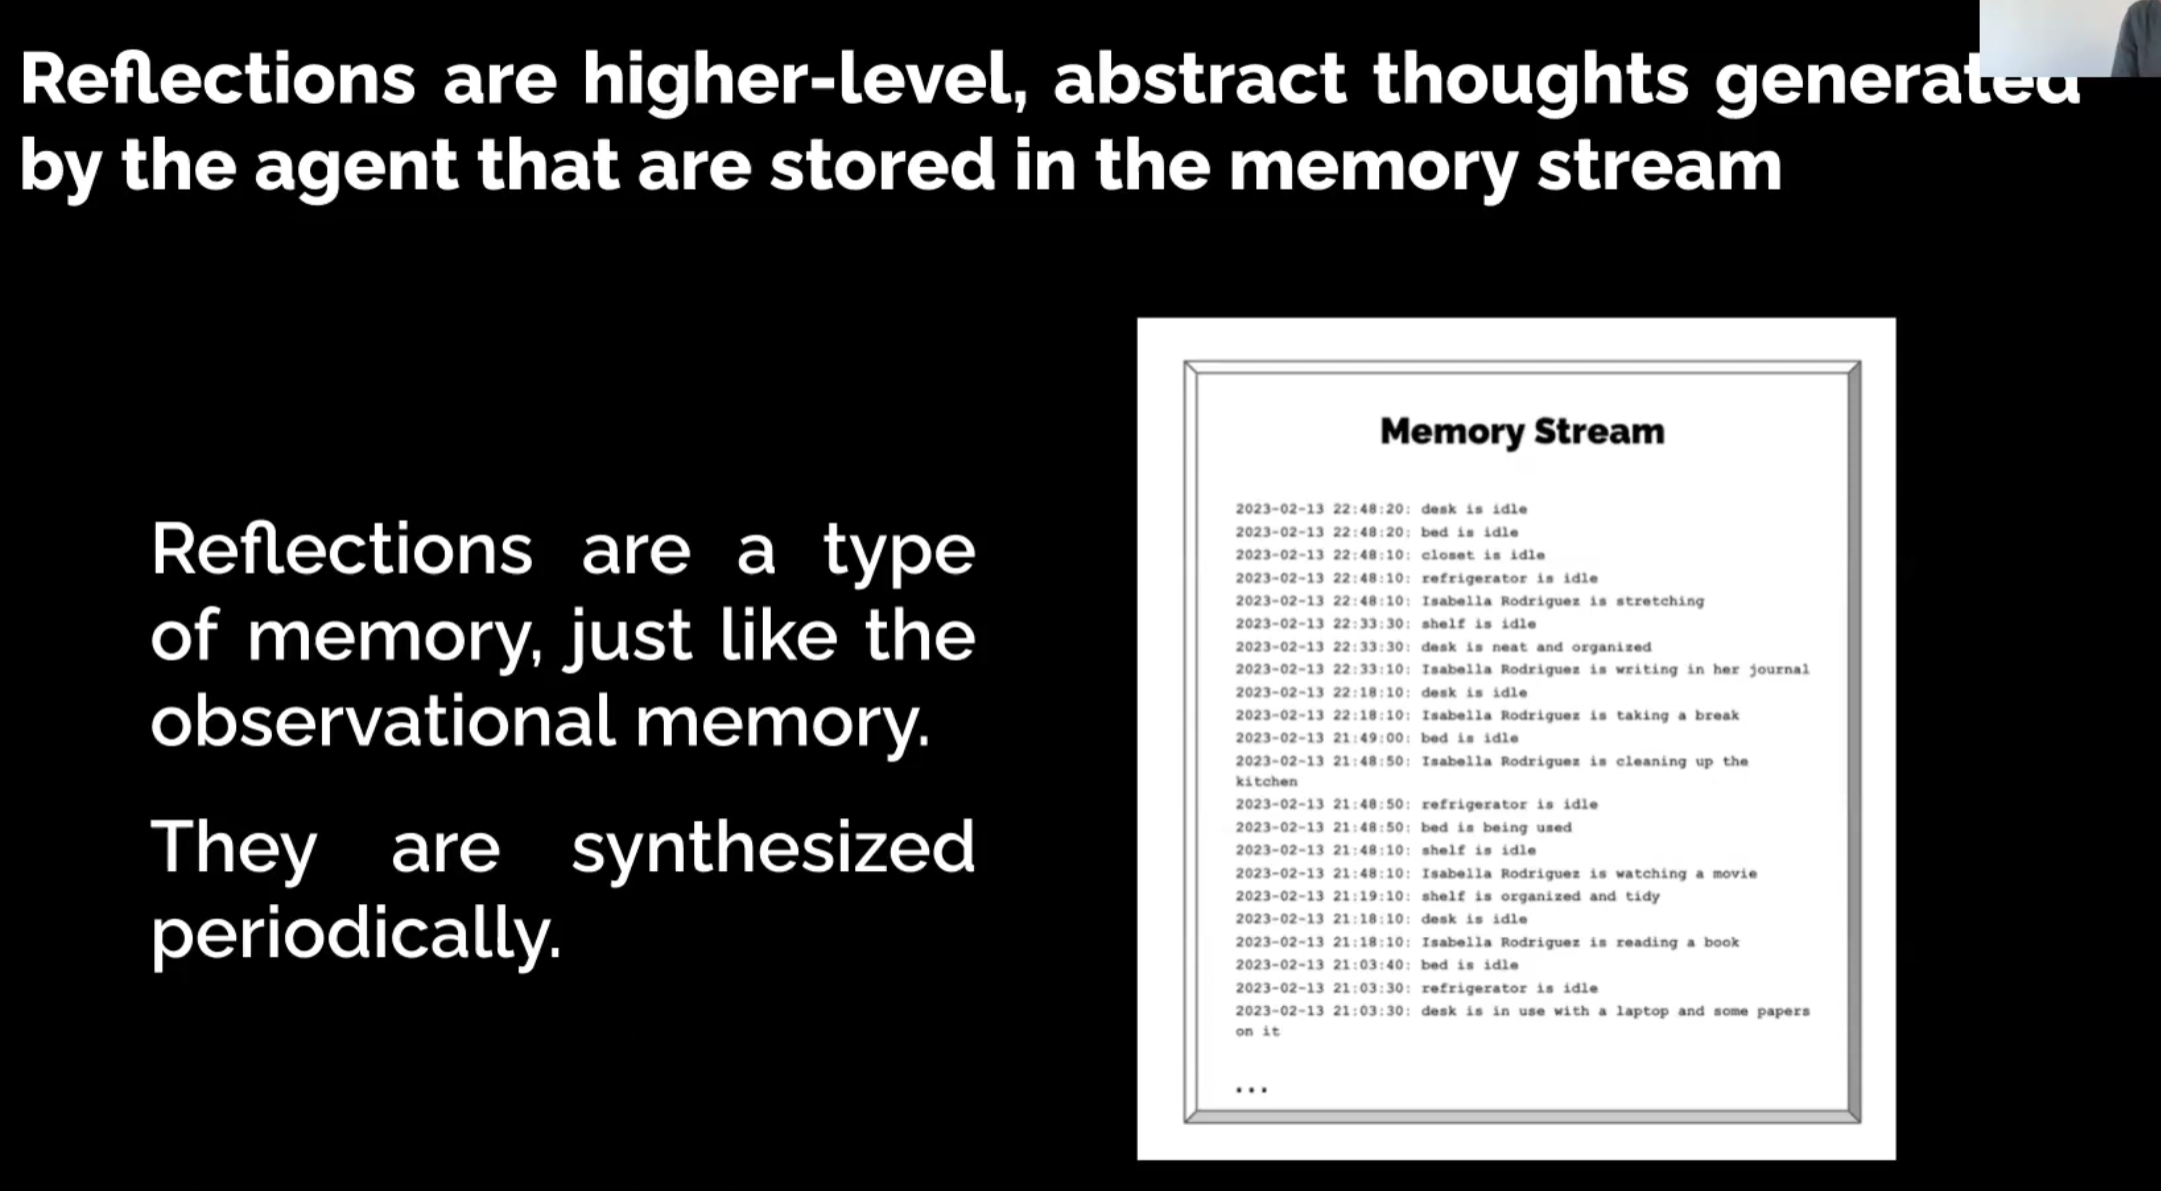 Reflections are higher-level, abstract thoughts generated
by the agent that are stored in the memory stream
Reflections are a type
of memory, just like the
observational memory.
They are synthesized
periodically.
Memory Stream
2023-02-13 22:48:20: desk is idle
2023-02-13 22:48:20: bed is idle
2023-02-13 22:48:10: closet is idle
2023-02-13 22:48:10: refrigerator is idle
2023-02-13 22:48:10: Isabella Rodriguez is stretching
2023-02-13 22:33:30: shelf is idle
2023-02-13 22:33:30: desk is neat and organized
2023-02-13 22:33:10: Isabella Rodriguez is writing in her journal
2023-02-13 22:18:10: desk is idle
2023-02-13 22:18:10: Isabella Rodriguez is taking a break
2023-02-13 21:49:00: bed is idle
2023-02-13 21:48:50: Isabella Rodriguez is cleaning up the
kitchen
2023-02-13 21:48:50: refrigerator is idle
2023-02-13 21:48:50: bed is being used
2023-02-13 21:48:10: shelf is idle
2023-02-13 21:48:10: Isabella Rodriguez is watching a movie
2023-02-13 21:19:10: shelf is organized and tidy
2023-02-13 21:18:10: desk is idle
2023-02-13 21:18:10: Isabella Rodriguez is reading a book
2023-02-13 21:03:40: bed is idle
2023-02-13 21:03:30: refrigerator is idle
2023-02-13 21:03:30: desk is in use with a laptop and some papers
on it
...